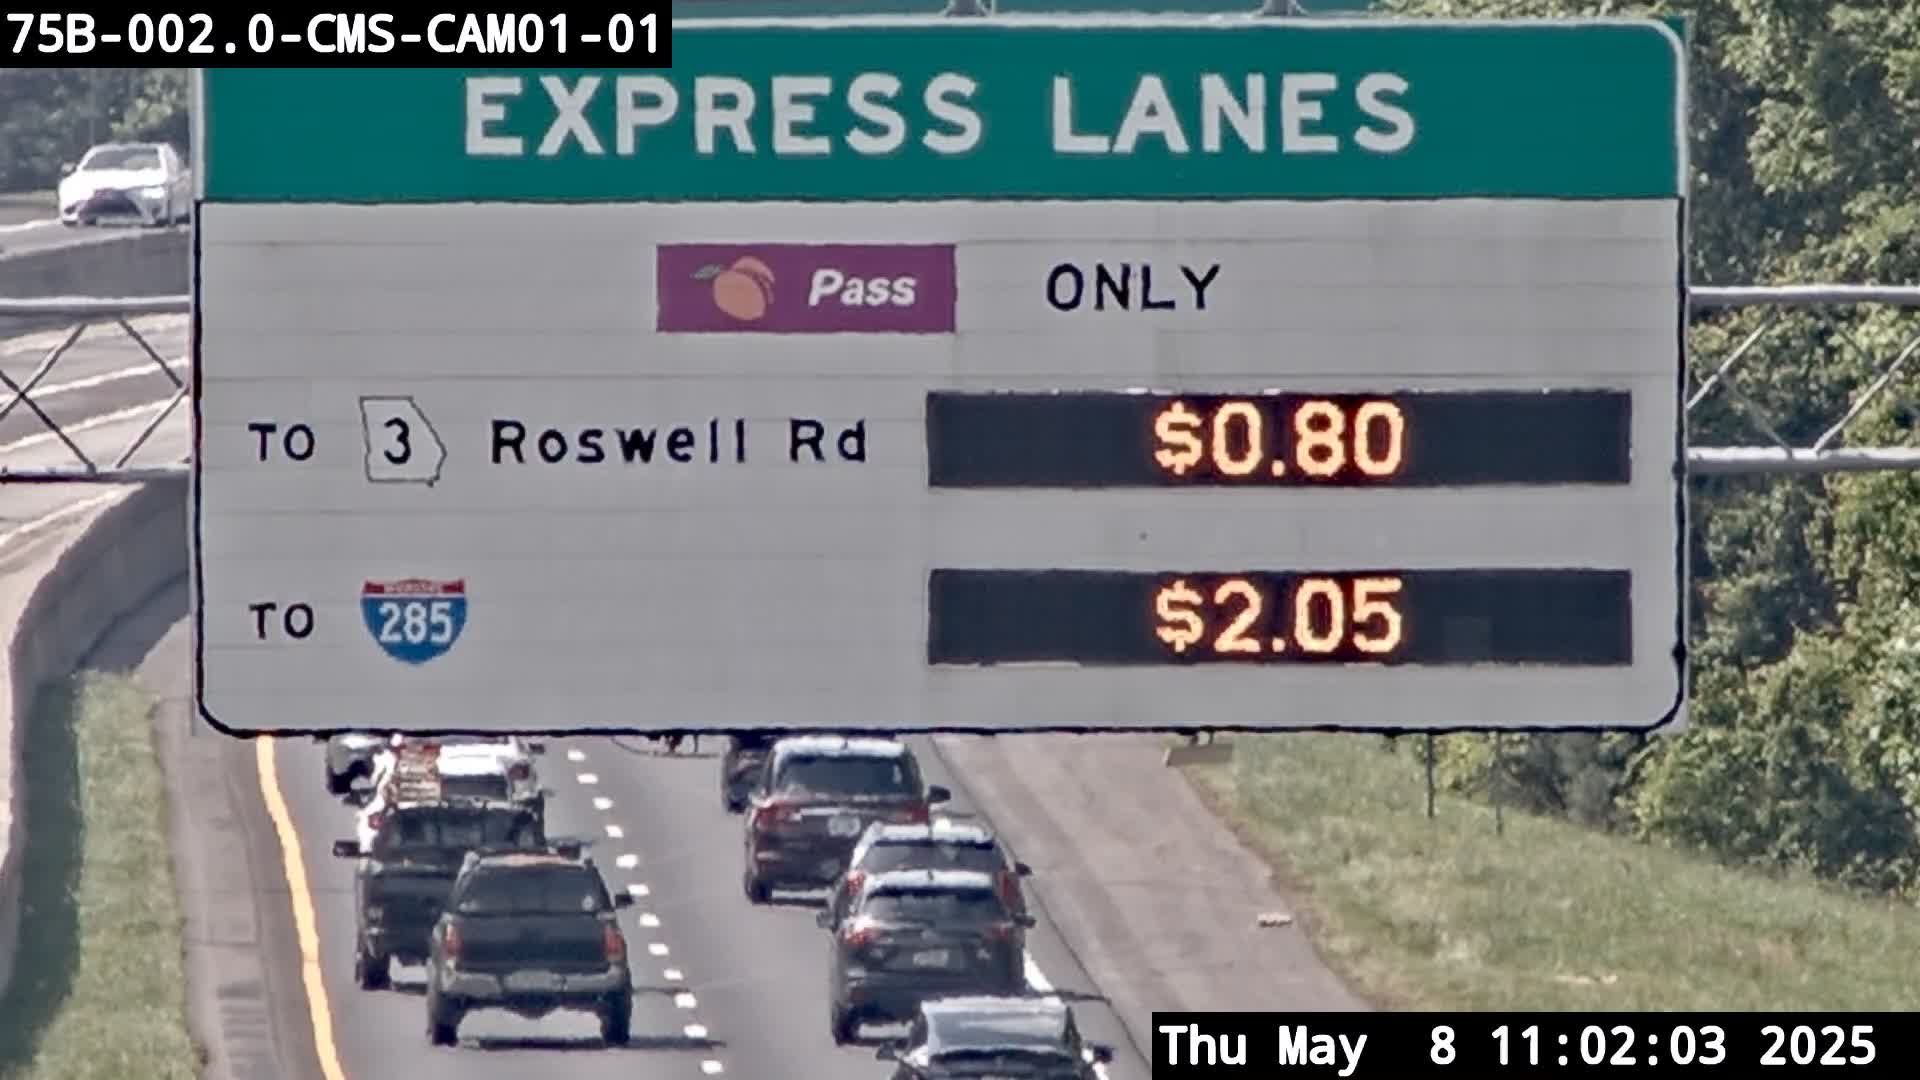 75B-002.0-CMS-CAM01-01
EXPRESS LANES
Pass ONLY
TO 3 Roswell Rd $0.80
TO 285 $2.05
Thu May 8 11:02:03 2025